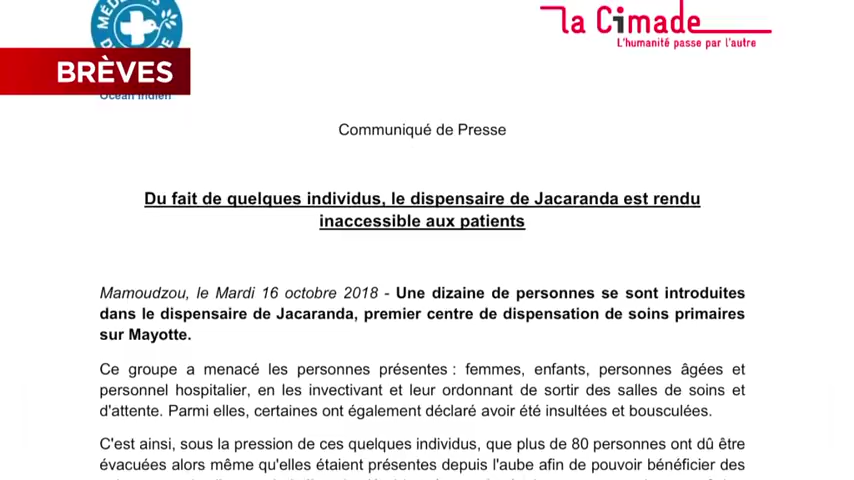 MÉDECINS
la Cimade
L'humanité passe par l'autre
BRÈVES
Océan Indien
Communiqué de Presse
Du fait de quelques individus, le dispensaire de Jacaranda est rendu
inaccessible aux patients
Mamoudzou, le Mardi 16 octobre 2018 - Une dizaine de personnes se sont introduites
dans le dispensaire de Jacaranda, premier centre de dispensation de soins primaires
sur Mayotte.
Ce groupe a menacé les personnes présentes : femmes, enfants, personnes âgées et
personnel hospitalier, en les invectivant et leur ordonnant de sortir des salles de soins et
d'attente. Parmi elles, certaines ont également déclaré avoir été insultées et bousculées.
C'est ainsi, sous la pression de ces quelques individus, que plus de 80 personnes ont dû être
évacuées alors même qu'elles étaient présentes depuis l'aube afin de pouvoir bénéficier des